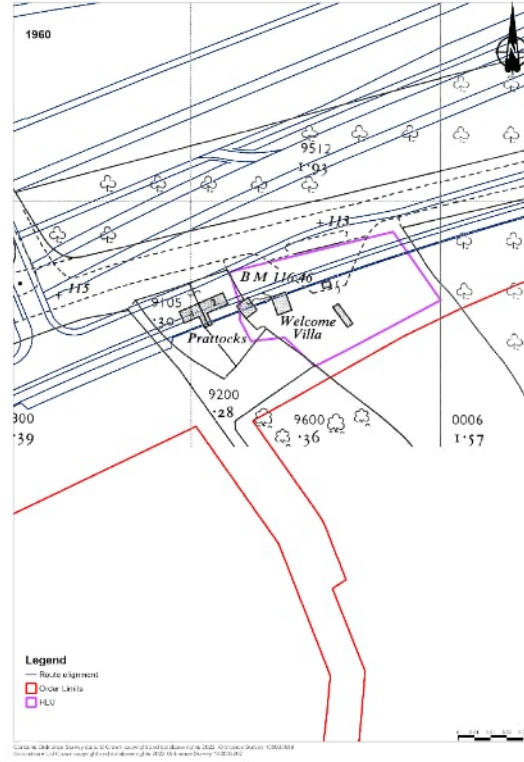 1960
9512
1·93
+ 113
+ 115
B M 116·46
9105
·30
Welcome
Villa
Prattocks
9200
·28
9600
·36
0006
1·57
300
·39
Legend
Route alignment
Order Limits
HLU